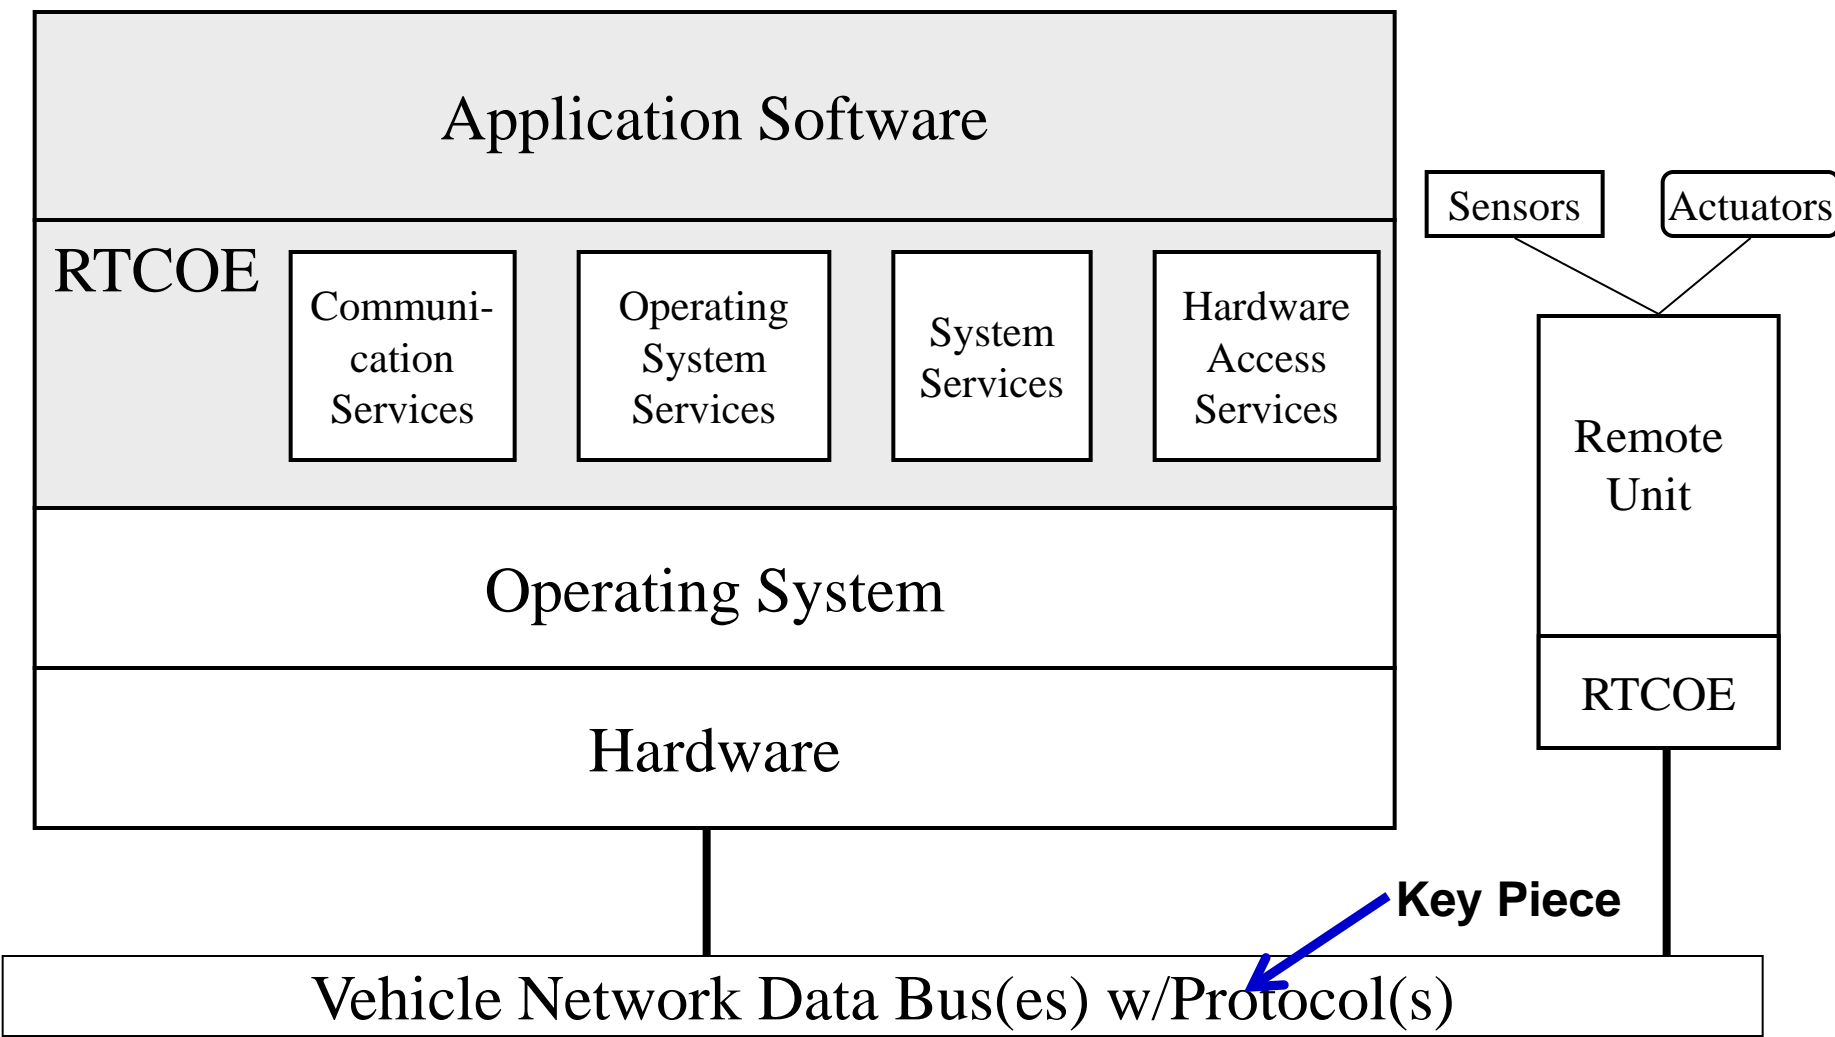 Application Software
RTCOE
Communi-
cation
Services
Operating
System
Services
System
Services
Hardware
Access
Services
Operating System
Hardware
Sensors
Actuators
Remote
Unit
RTCOE
Key Piece
Vehicle Network Data Bus(es) w/Protocol(s)